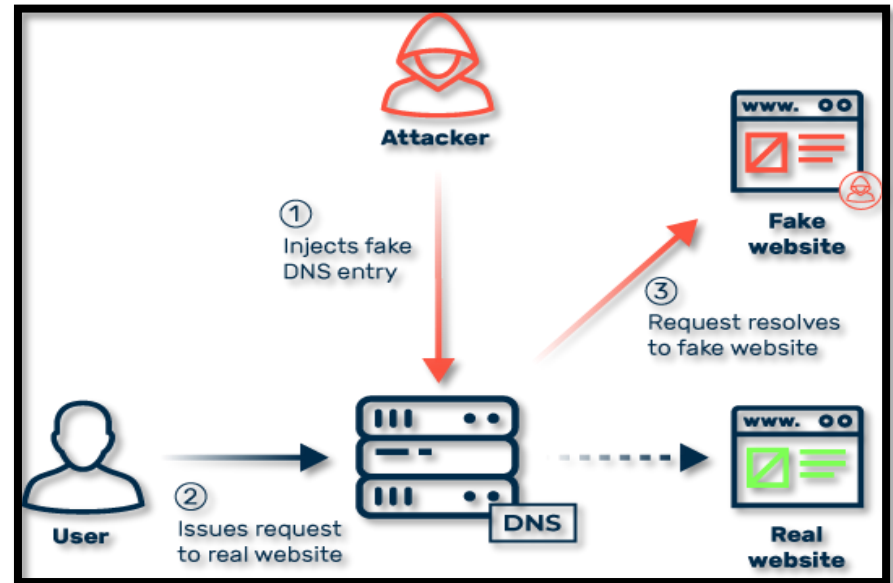 Attacker
www.
①
Injects fake
DNS entry
Fake
website
③
Request resolves
to fake website
www.
②
Issues request
to real website
User
DNS
Real
website